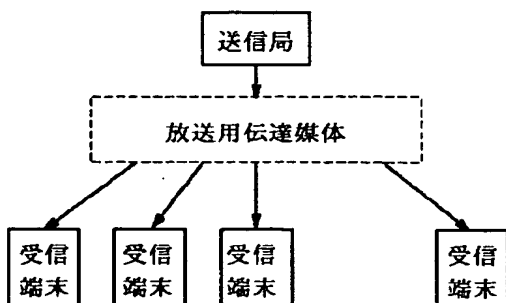 送信局
放送用伝達媒体
受信 受信 受信 受信
端末 端末 端末 端末